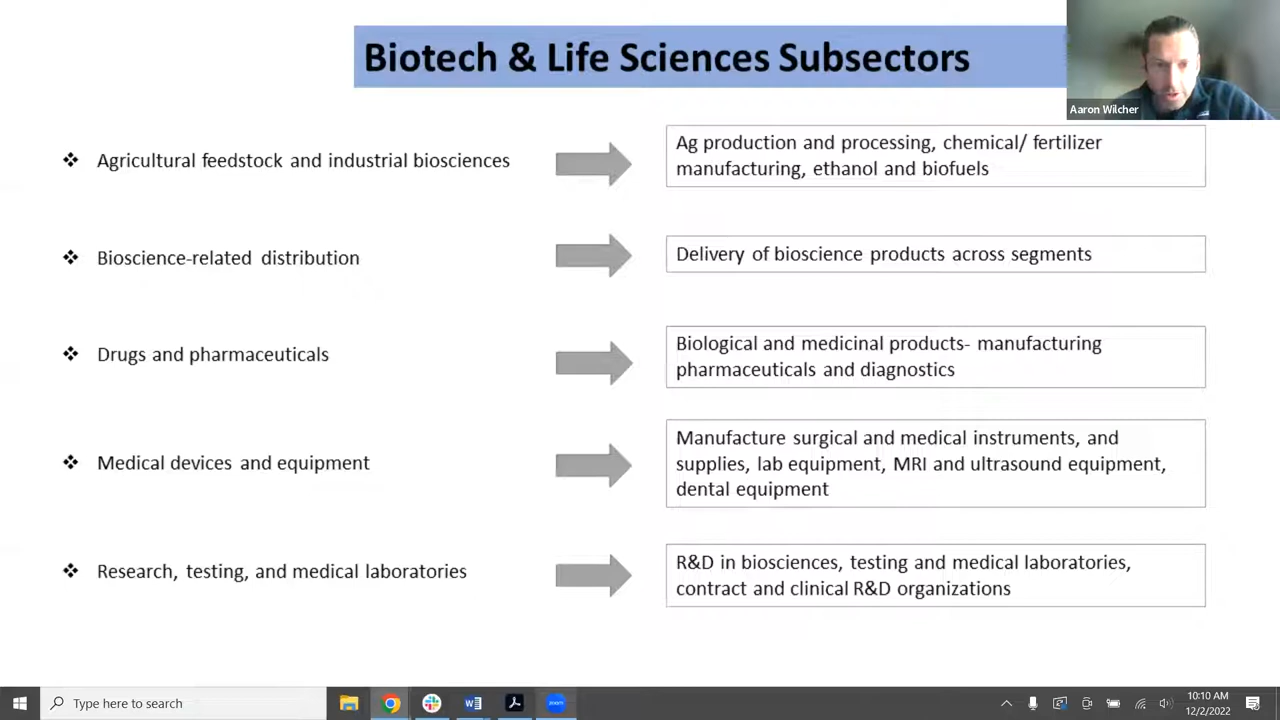 Biotech & Life Sciences Subsectors
Aaron Wilcher
❖ Agricultural feedstock and industrial biosciences
Ag production and processing, chemical/ fertilizer
manufacturing, ethanol and biofuels
❖ Bioscience-related distribution
Delivery of bioscience products across segments
❖ Drugs and pharmaceuticals
Biological and medicinal products- manufacturing
pharmaceuticals and diagnostics
❖ Medical devices and equipment
Manufacture surgical and medical instruments, and
supplies, lab equipment, MRI and ultrasound equipment,
dental equipment
❖ Research, testing, and medical laboratories
R&D in biosciences, testing and medical laboratories,
contract and clinical R&D organizations
Type here to search
zoom
10:10 AM
12/2/2022